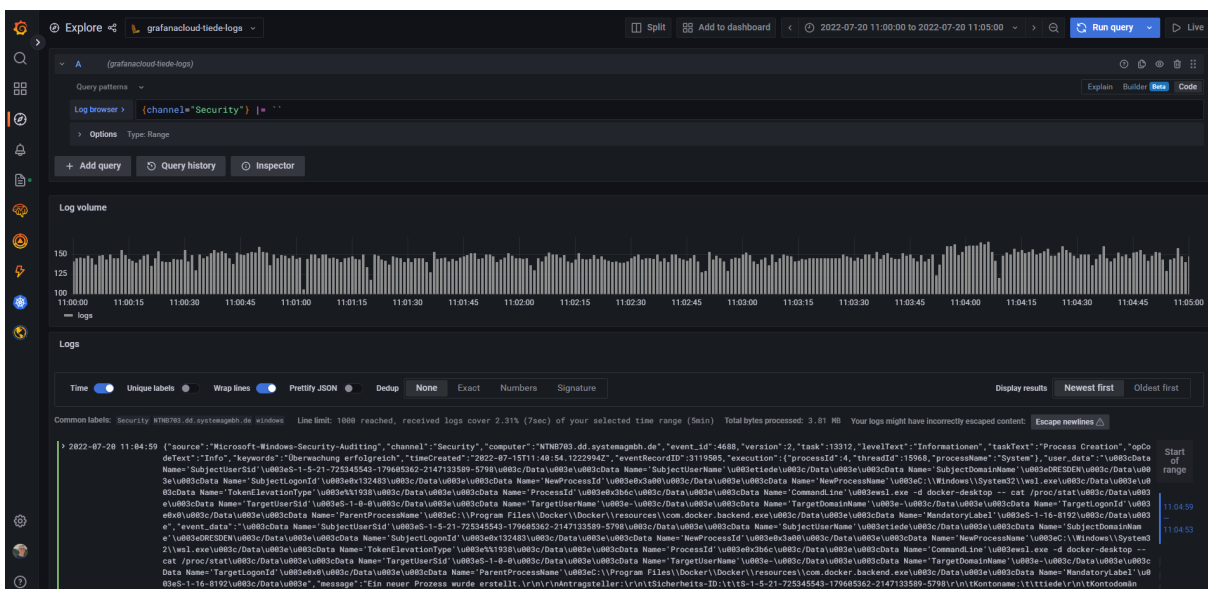 Explore grafanacloud-tiede-logs Split Add to dashboard 2022-07-20 11:00:00 to 2022-07-20 11:05:00 Run query Live
A (grafanacloud-tiede-logs)
Query patterns Explain Builder Beta Code
Log browser > {channel="Security"} |= ``
> Options Type: Range
+ Add query Query history Inspector
Log volume
150
125
100
11:00:00 11:00:15 11:00:30 11:00:45 11:01:00 11:01:15 11:01:30 11:01:45 11:02:00 11:02:15 11:02:30 11:02:45 11:03:00 11:03:15 11:03:30 11:03:45 11:04:00 11:04:15 11:04:30 11:04:45 11:05:00
logs
Logs
Time Unique labels Wrap lines Prettify JSON Dedup None Exact Numbers Signature Display results Newest first Oldest first
Common labels: Security NTNB703.dd.systemagmbh.de windows Line limit: 1000 reached, received logs cover 2.31% (7sec) of your selected time range (5min) Total bytes processed: 3.81 MB Your logs might have incorrectly escaped content: Escape newlines
> 2022-07-20 11:04:59 {"source":"Microsoft-Windows-Security-Auditing","channel":"Security","computer":"NTNB703.dd.systemagmbh.de","event_id":4688,"version":2,"task":13312,"levelText":"Informationen","taskText":"Process Creation","opCo
deText":"Info","keywords":"Überwachung erfolgreich","timeCreated":"2022-07-15T11:40:54.1222994Z","eventRecordID":3119505,"execution":{"processId":4,"threadId":15968,"processName":"System"},"user_data":"\u003cData
Name='SubjectUserSid'\u003eS-1-5-21-725345543-179605362-2147133589-5798\u003c/Data\u003e\u003cData Name='SubjectUserName'\u003etiede\u003c/Data\u003e\u003cData Name='SubjectDomainName'\u003eDRESDEN\u003c/Data\u00
3e\u003cData Name='SubjectLogonId'\u003e0x132483\u003c/Data\u003e\u003cData Name='NewProcessId'\u003e0x3a00\u003c/Data\u003e\u003cData Name='NewProcessName'\u003eC:\\Windows\\System32\\wsl.exe\u003c/Data\u003e\u0
03cData Name='TokenElevationType'\u003e%%1938\u003c/Data\u003e\u003cData Name='ProcessId'\u003e0x3b6c\u003c/Data\u003e\u003cData Name='CommandLine'\u003ewsl.exe -d docker-desktop -- cat /proc/stat\u003c/Data\u003
e\u003cData Name='TargetUserSid'\u003eS-1-0-0\u003c/Data\u003e\u003cData Name='TargetUserName'\u003e-\u003c/Data\u003e\u003cData Name='TargetDomainName'\u003e-\u003c/Data\u003e\u003cData Name='TargetLogonId'\u003
e0x0\u003c/Data\u003e\u003cData Name='ParentProcessName'\u003eC:\\Program Files\\Docker\\Docker\\resources\\com.docker.backend.exe\u003c/Data\u003e\u003cData Name='MandatoryLabel'\u003eS-1-16-8192\u003c/Data\u003
e","event_data":"\u003cData Name='SubjectUserSid'\u003eS-1-5-21-725345543-179605362-2147133589-5798\u003c/Data\u003e\u003cData Name='SubjectUserName'\u003etiede\u003c/Data\u003e\u003cData Name='SubjectDomainNam
e'\u003eDRESDEN\u003c/Data\u003e\u003cData Name='SubjectLogonId'\u003e0x132483\u003c/Data\u003e\u003cData Name='NewProcessId'\u003e0x3a00\u003c/Data\u003e\u003cData Name='NewProcessName'\u003eC:\\Windows\\System3
2\\wsl.exe\u003c/Data\u003e\u003cData Name='TokenElevationType'\u003e%%1938\u003c/Data\u003e\u003cData Name='ProcessId'\u003e0x3b6c\u003c/Data\u003e\u003cData Name='CommandLine'\u003ewsl.exe -d docker-desktop --
cat /proc/stat\u003c/Data\u003e\u003cData Name='TargetUserSid'\u003eS-1-0-0\u003c/Data\u003e\u003cData Name='TargetUserName'\u003e-\u003c/Data\u003e\u003cData Name='TargetDomainName'\u003e-\u003c/Data\u003e\u003c
Data Name='TargetLogonId'\u003e0x0\u003c/Data\u003e\u003cData Name='ParentProcessName'\u003eC:\\Program Files\\Docker\\Docker\\resources\\com.docker.backend.exe\u003c/Data\u003e\u003cData Name='MandatoryLabel'\u0
03eS-1-16-8192\u003c/Data\u003e","message":"Ein neuer Prozess wurde erstellt.\r\n\r\nAntragsteller:\r\n\tSicherheits-ID:\t\tS-1-5-21-725345543-179605362-2147133589-5798\r\n\tKontoname:\t\ttiede\r\n\tKontodomän
Start
of
range
11:04:59
—
11:04:53